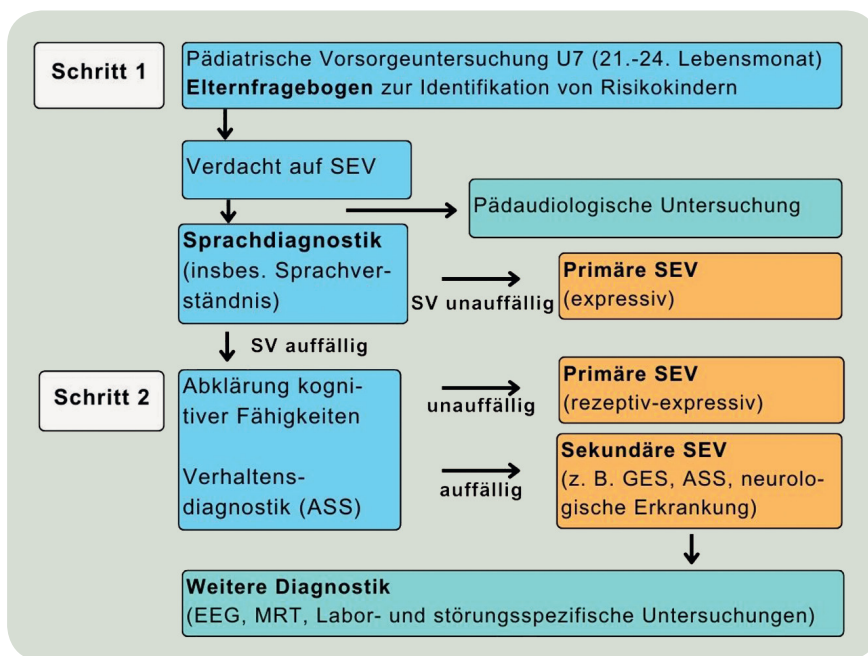 Schritt 1
Pädiatrische Vorsorgeuntersuchung U7 (21.-24. Lebensmonat)
Elternfragebogen zur Identifikation von Risikokindern
Verdacht auf SEV
Pädaudiologische Untersuchung
Sprachdiagnostik
(insbes. Sprachver-
ständnis)
SV unauffällig
Primäre SEV
(expressiv)
SV auffällig
Schritt 2
Abklärung kogni-
tiver Fähigkeiten
unauffällig
Primäre SEV
(rezeptiv-expressiv)
Verhaltens-
diagnostik (ASS)
auffällig
Sekundäre SEV
(z. B. GES, ASS, neurolo-
gische Erkrankung)
Weitere Diagnostik
(EEG, MRT, Labor- und störungsspezifische Untersuchungen)